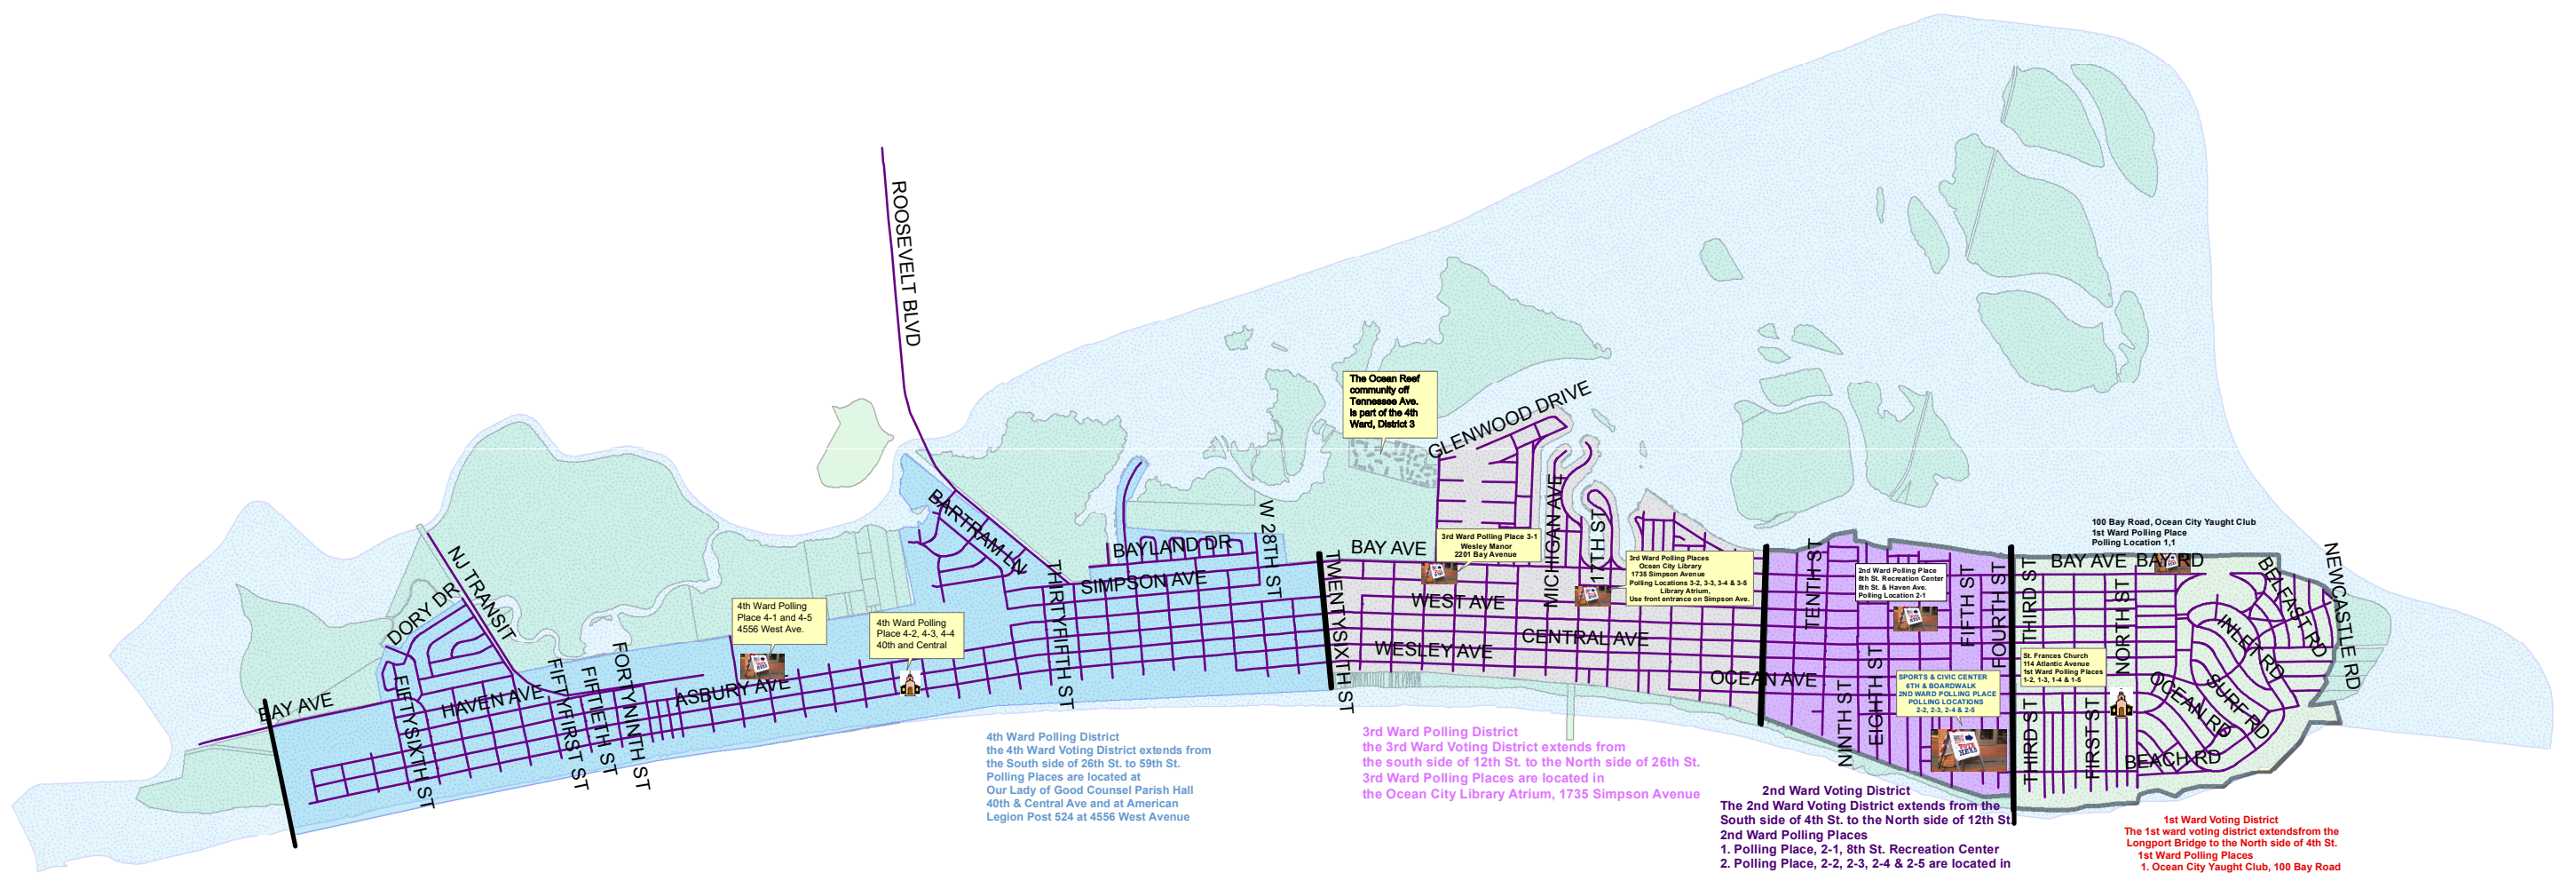 ROOSEVELT BLVD
The Ocean Reef
community off
Tennessee Ave.
Is part of the 4th
Ward, District 3
GLENWOOD DRIVE
BARTRAM LN
W 28TH ST
BAYLAND DR
SIMPSON AVE
THIRTYFIFTH ST
TWENTYSIXTH ST
BAY AVE
3rd Ward Polling Place 3-1
Wesley Manor
2201 Bay Avenue
MICHIGAN AVE
17TH ST
3rd Ward Polling Places
Ocean City Library
1735 Simpson Avenue
Polling Locations 3-2, 3-3, 3-4 & 3-5
Library Atrium,
Use front entrance on Simpson Ave.
WEST AVE
CENTRAL AVE
WESLEY AVE
OCEAN AVE
TENTH ST
2nd Ward Polling Place
8th St. Recreation Center
8th St. & Haven Ave.
Polling Location 2-1
NINTH ST
EIGHTH ST
FIFTH ST
FOURTH ST
SPORTS & CIVIC CENTER
6TH & BOARDWALK
2ND WARD POLLING PLACE
POLLING LOCATIONS
2-2, 2-3, 2-4 & 2-5
VOTE
HERE
100 Bay Road, Ocean City Yaught Club
1st Ward Polling Place
Polling Location 1,1
BAY AVE
BAY RD
THIRD ST
NORTH ST
BELFAST RD
NEWCASTLE RD
INLET RD
St. Frances Church
114 Atlantic Avenue
1st Ward Polling Places
1-2, 1-3, 1-4 & 1-5
THIRD ST
FIRST ST
OCEAN RD
SURF RD
BEACH RD
NJ TRANSIT
DORY DR
BAY AVE
FIFTYSIXTH ST
HAVEN AVE
FIFTYFIRST ST
FIFTIETH ST
FORTYNINTH ST
ASBURY AVE
4th Ward Polling
Place 4-1 and 4-5
4556 West Ave.
4th Ward Polling
Place 4-2, 4-3, 4-4
40th and Central
4th Ward Polling District
the 4th Ward Voting District extends from
the South side of 26th St. to 59th St.
Polling Places are located at
Our Lady of Good Counsel Parish Hall
40th & Central Ave and at American
Legion Post 524 at 4556 West Avenue
3rd Ward Polling District
the 3rd Ward Voting District extends from
the south side of 12th St. to the North side of 26th St.
3rd Ward Polling Places are located in
the Ocean City Library Atrium, 1735 Simpson Avenue
2nd Ward Voting District
The 2nd Ward Voting District extends from the
South side of 4th St. to the North side of 12th St.
2nd Ward Polling Places
1. Polling Place, 2-1, 8th St. Recreation Center
2. Polling Place, 2-2, 2-3, 2-4 & 2-5 are located in
1st Ward Voting District
The 1st ward voting district extendsfrom the
Longport Bridge to the North side of 4th St.
1st Ward Polling Places
1. Ocean City Yaught Club, 100 Bay Road